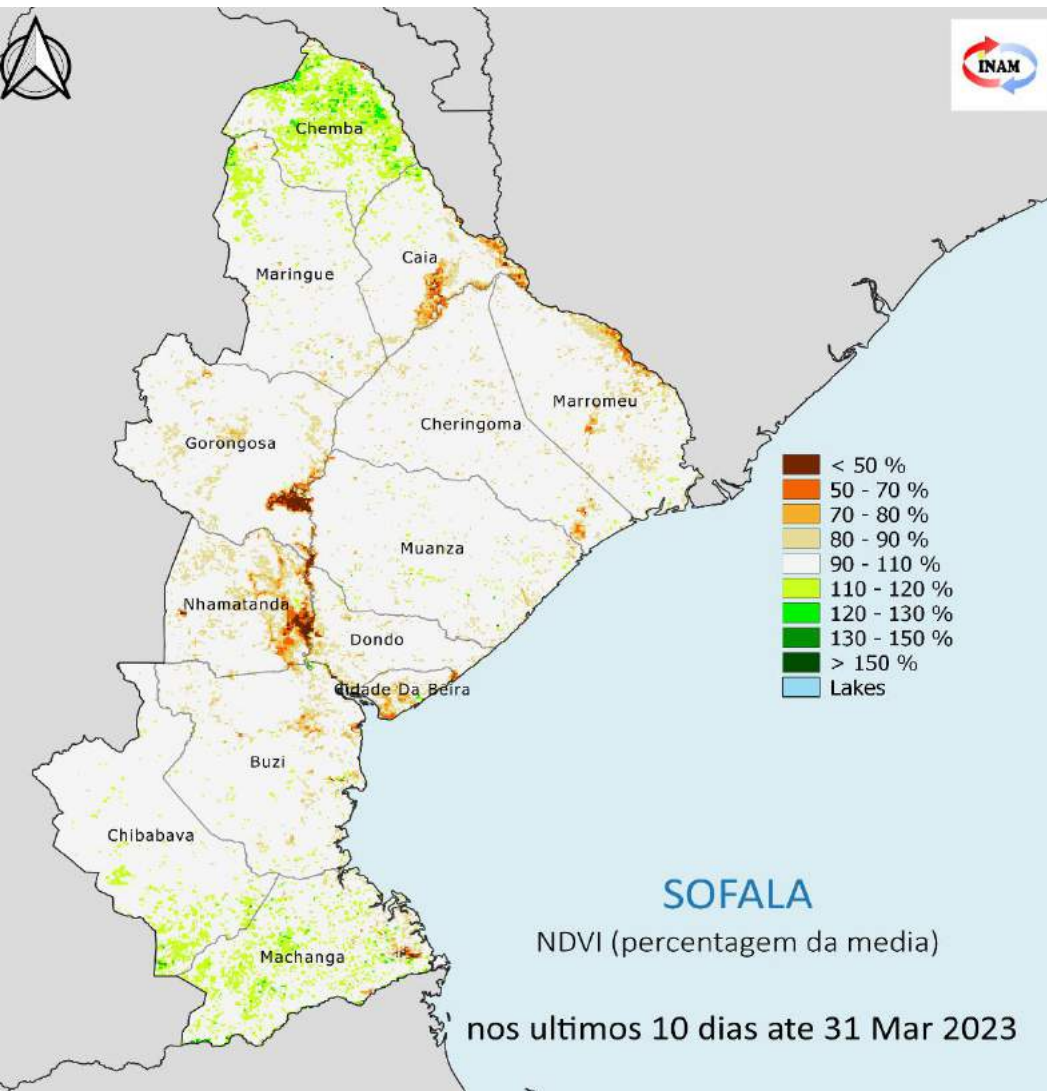 INAM
Chemba
Caia
Maringue
Marromeu
Cheringoma
Gorongosa
< 50 %
50 - 70 %
70 - 80 %
80 - 90 %
90 - 110 %
110 - 120 %
120 - 130 %
130 - 150 %
> 150 %
Lakes
Muanza
Nhamatanda
Dondo
Cidade Da Beira
Buzi
Chibabava
Machanga
SOFALA
NDVI (percentagem da media)
nos ultimos 10 dias ate 31 Mar 2023